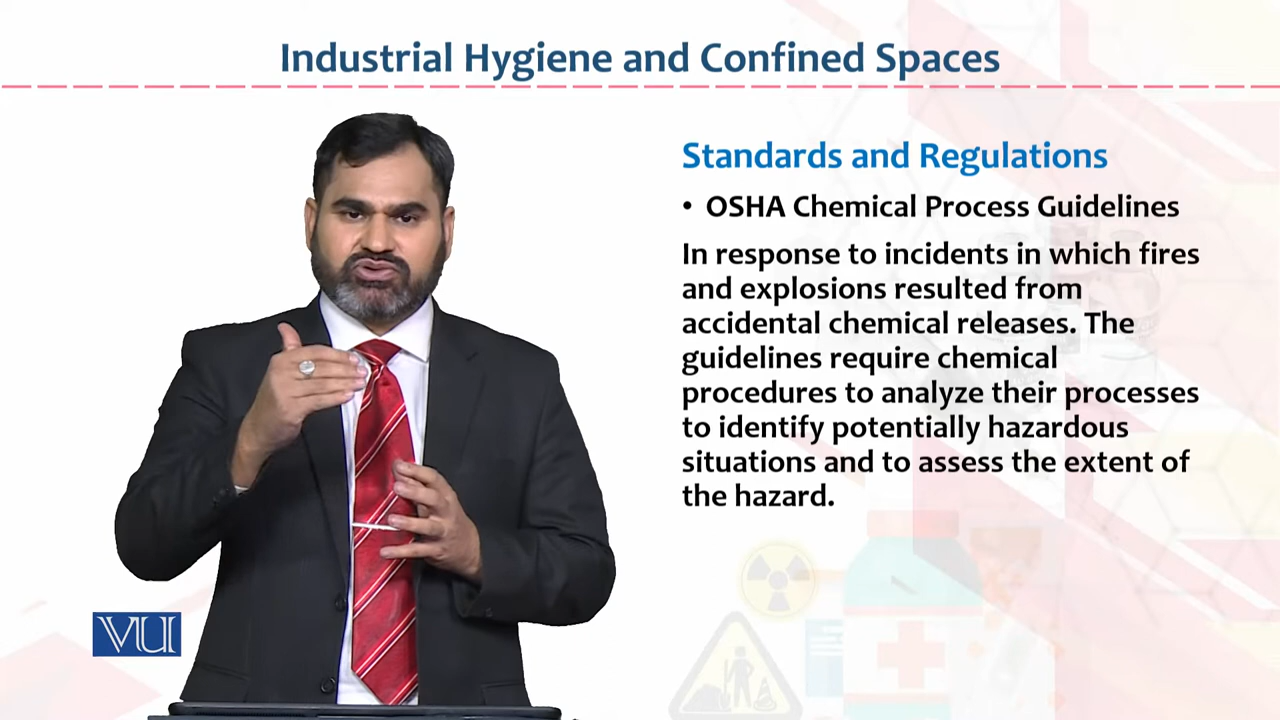 Industrial Hygiene and Confined Spaces
Standards and Regulations
• OSHA Chemical Process Guidelines
In response to incidents in which fires
and explosions resulted from
accidental chemical releases. The
guidelines require chemical
procedures to analyze their processes
to identify potentially hazardous
situations and to assess the extent of
the hazard.
VU